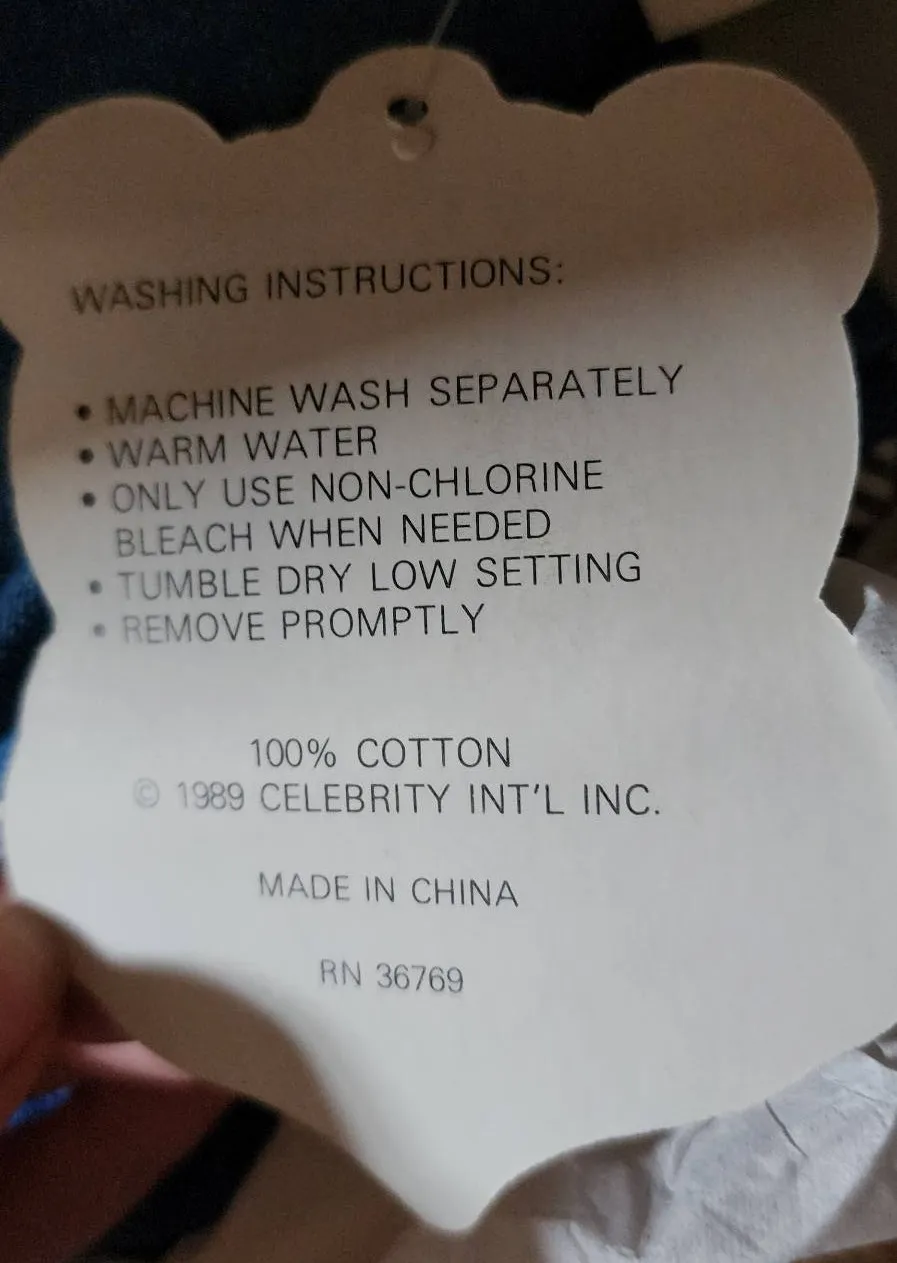 WASHING INSTRUCTIONS:
• MACHINE WASH SEPARATELY
• WARM WATER
• ONLY USE NON-CHLORINE
BLEACH WHEN NEEDED
• TUMBLE DRY LOW SETTING
• REMOVE PROMPTLY
100% COTTON
© 1989 CELEBRITY INT'L INC.
MADE IN CHINA
RN 36769